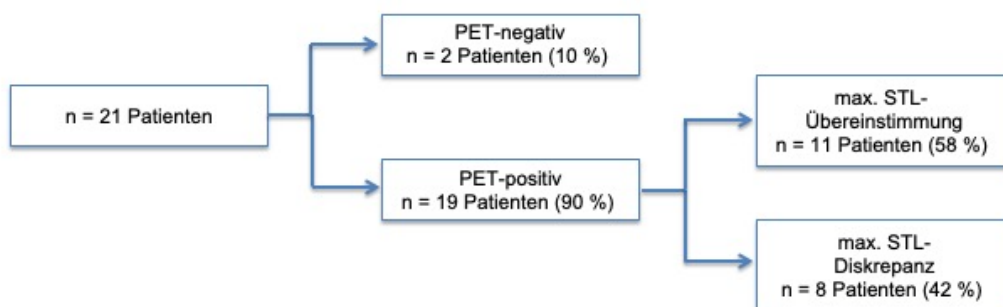 n = 21 Patienten
PET-negativ
n = 2 Patienten (10 %)
PET-positiv
n = 19 Patienten (90 %)
max. STL-
Übereinstimmung
n = 11 Patienten (58 %)
max. STL-
Diskrepanz
n = 8 Patienten (42 %)